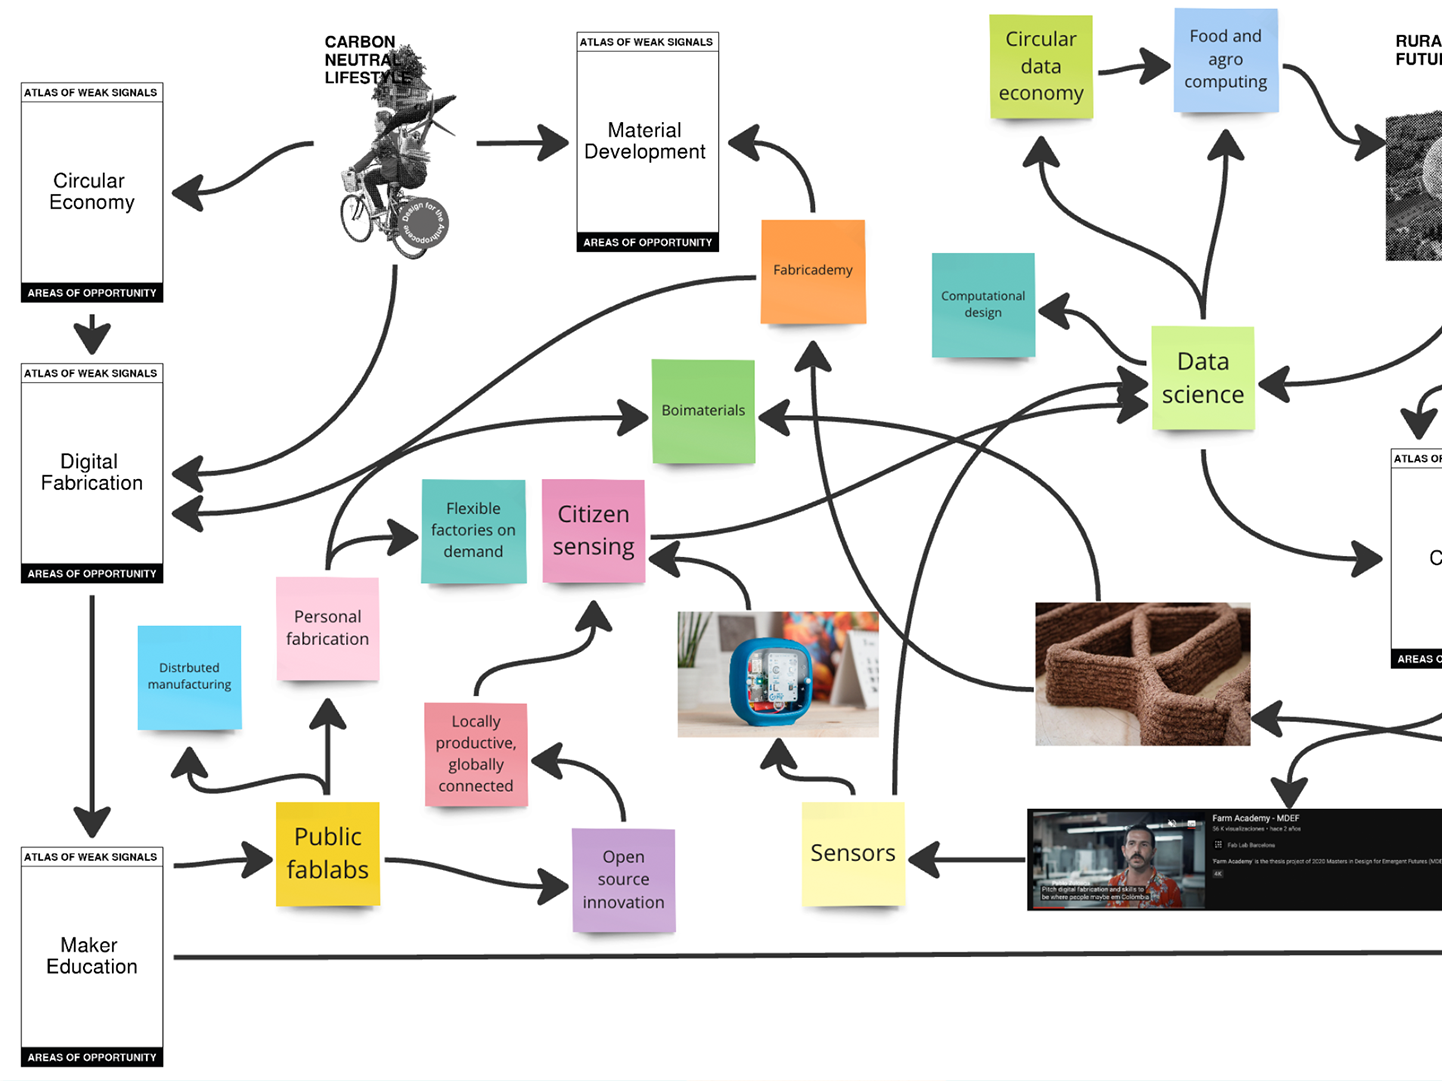 CARBON
NEUTRAL
LIFESTYLE
Design for the Anthropocene
ATLAS OF WEAK SIGNALS
Circular
Economy
AREAS OF OPPORTUNITY
ATLAS OF WEAK SIGNALS
Material
Development
AREAS OF OPPORTUNITY
Circular
data
economy
Food and
agro
computing
RURA
FUTU
Fabricademy
Computational
design
Data
science
ATLAS OF WEAK SIGNALS
Digital
Fabrication
AREAS OF OPPORTUNITY
Boimaterials
Flexible
factories on
demand
Citizen
sensing
ATLAS OF
C
AREAS O
Personal
fabrication
Distrbuted
manufacturing
Locally
productive,
globally
connected
Public
fablabs
Open
source
innovation
Sensors
Farm Academy - MDEF
56 K visualizaciones • hace 2 años
Fab Lab Barcelona
'Farm Academy' is the thesis project of 2020 Masters in Design for Emergent Futures (MDE
4K
Pitch digital fabrication and skills to
be where people maybe em Colômbia
ATLAS OF WEAK SIGNALS
Maker
Education
AREAS OF OPPORTUNITY